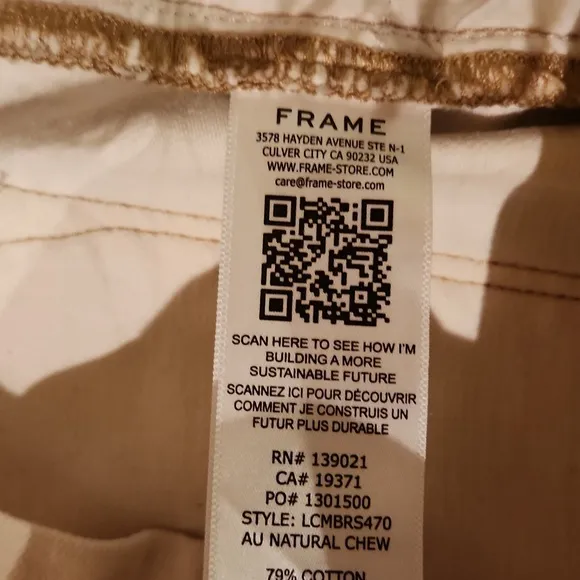 FRAME
3578 HAYDEN AVENUE STE N-1
CULVER CITY CA 90232 USA
WWW.FRAME-STORE.COM
care@frame-store.com
SCAN HERE TO SEE HOW I'M
BUILDING A MORE
SUSTAINABLE FUTURE
SCANNEZ ICI POUR DÉCOUVRIR
COMMENT JE CONSTRUIS UN
FUTUR PLUS DURABLE
RN# 139021
CA# 19371
PO# 1301500
STYLE: LCMBRS470
AU NATURAL CHEW
79% COTTON